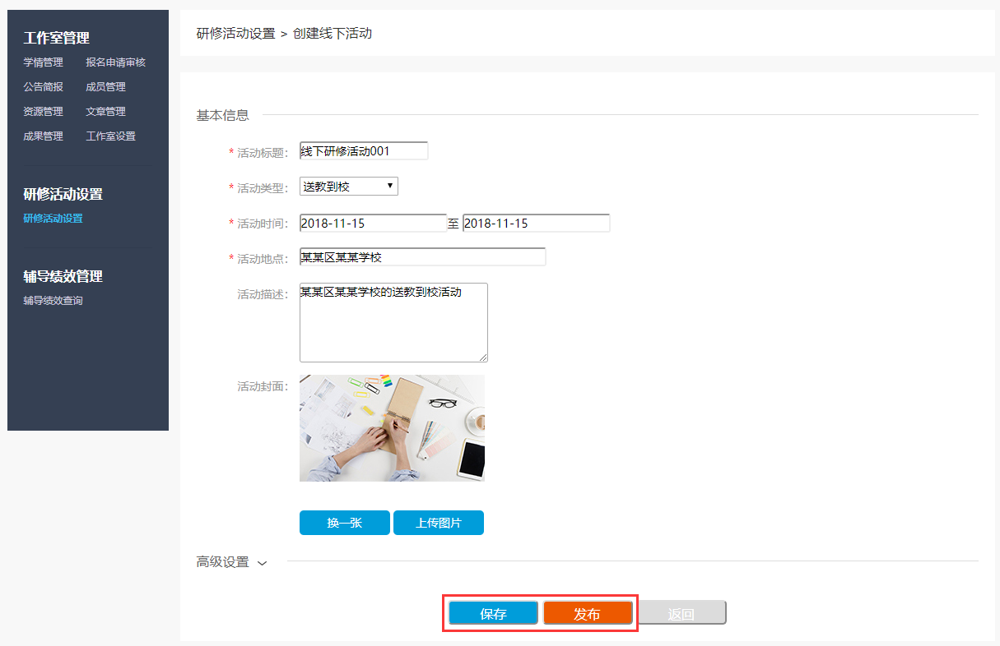 工作室管理
学情管理 报名申请审核
公告简报 成员管理
资源管理 文章管理
成果管理 工作室设置
研修活动设置
研修活动设置
辅导绩效管理
辅导绩效查询
研修活动设置 > 创建线下活动
基本信息
* 活动标题： 线下研修活动001
* 活动类型： 送教到校
* 活动时间： 2018-11-15 至 2018-11-15
* 活动地点： 某某区某某学校
活动描述： 某某区某某学校的送教到校活动
活动封面：
换一张 上传图片
高级设置
保存 发布 返回